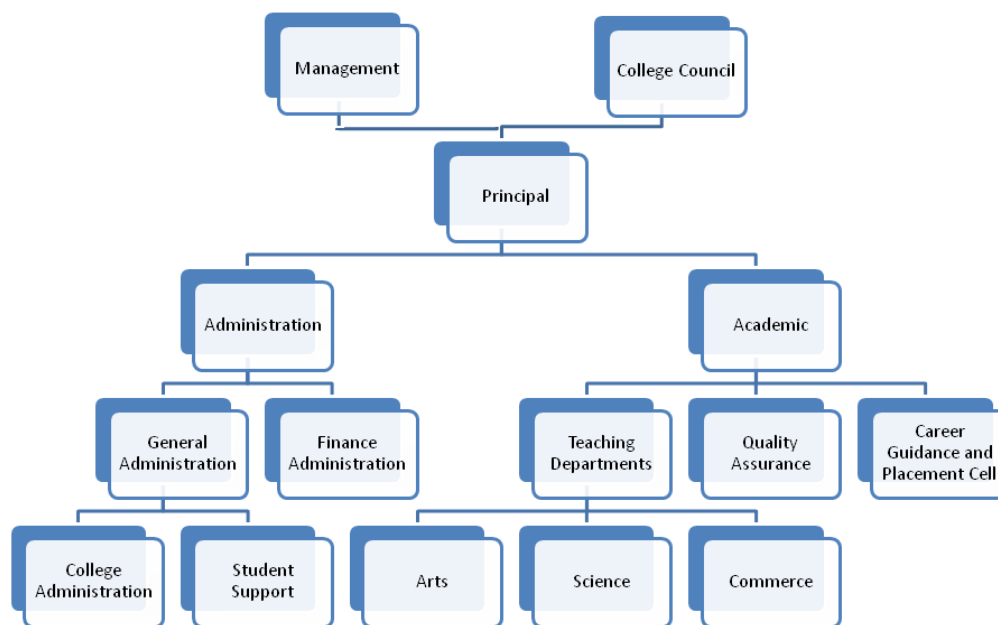 Management
College Council
Principal
Administration
Academic
General
Administration
Finance
Administration
Teaching
Departments
Quality
Assurance
Career
Guidance and
Placement Cell
College
Administration
Student
Support
Arts
Science
Commerce